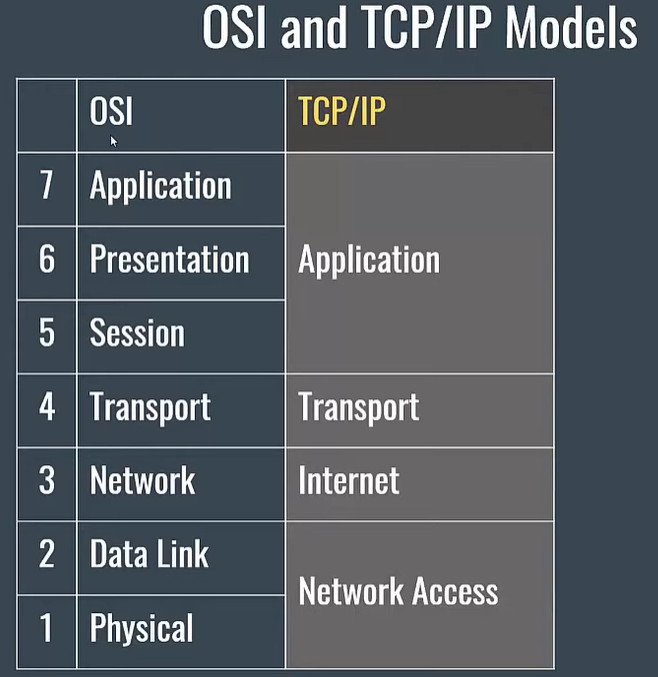 OSI and TCP/IP Models
OSI TCP/IP
7 Application
6 Presentation Application
5 Session
4 Transport Transport
3 Network Internet
2 Data Link
Network Access
1 Physical